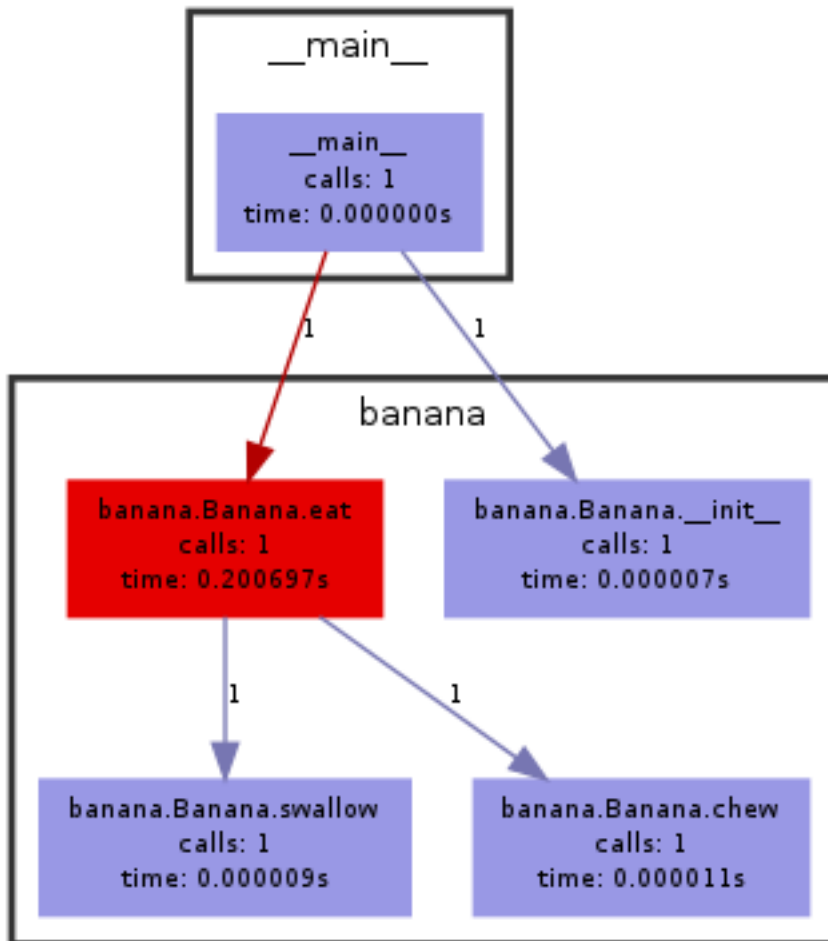 __main__
__main__
calls: 1
time: 0.000000s
1
1
banana
banana.Banana.eat
calls: 1
time: 0.200697s
banana.Banana.__init__
calls: 1
time: 0.000007s
1
1
banana.Banana.swallow
calls: 1
time: 0.000009s
banana.Banana.chew
calls: 1
time: 0.000011s